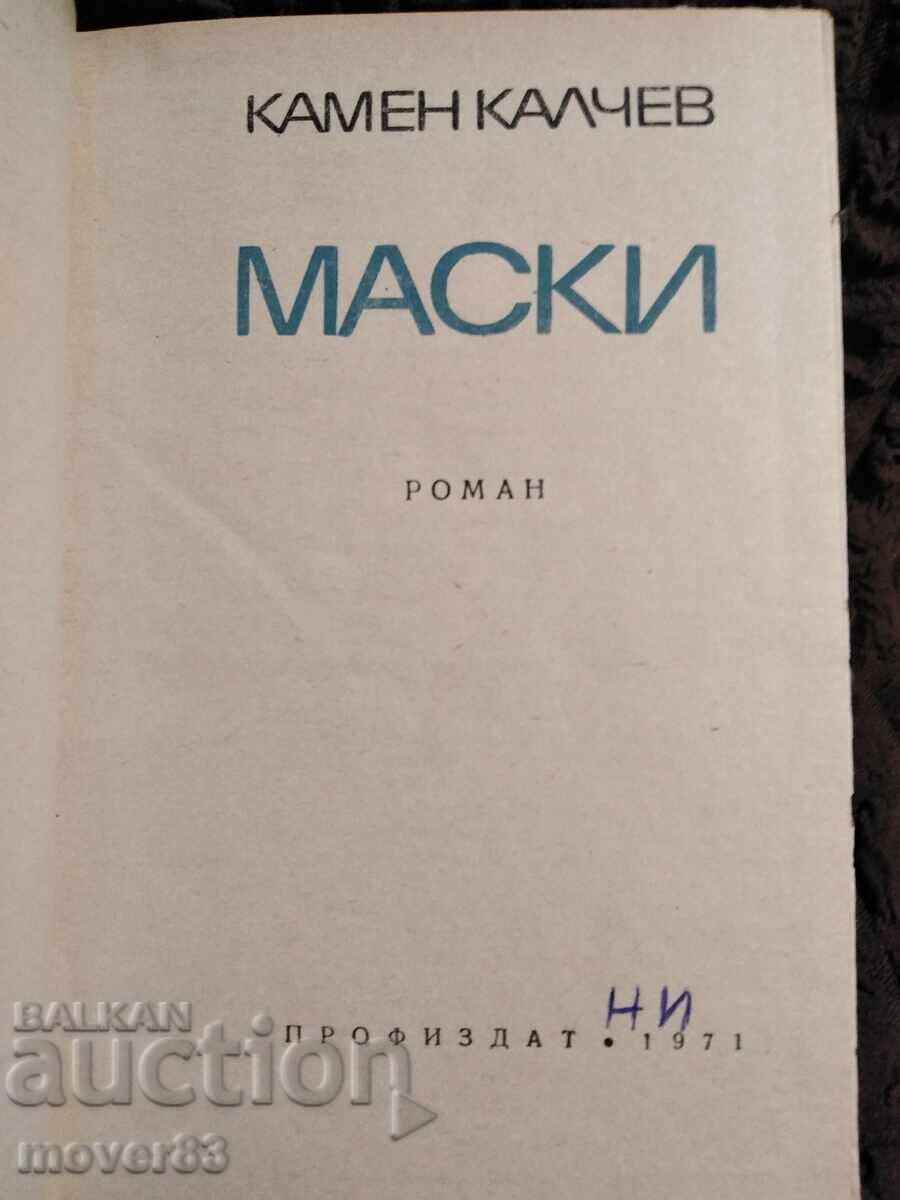 КАМЕН КАЛЧЕВ
МАСКИ
РОМАН
НИ
ПРОФИЗДАТ • 1971
BALKAN
auction
mover83